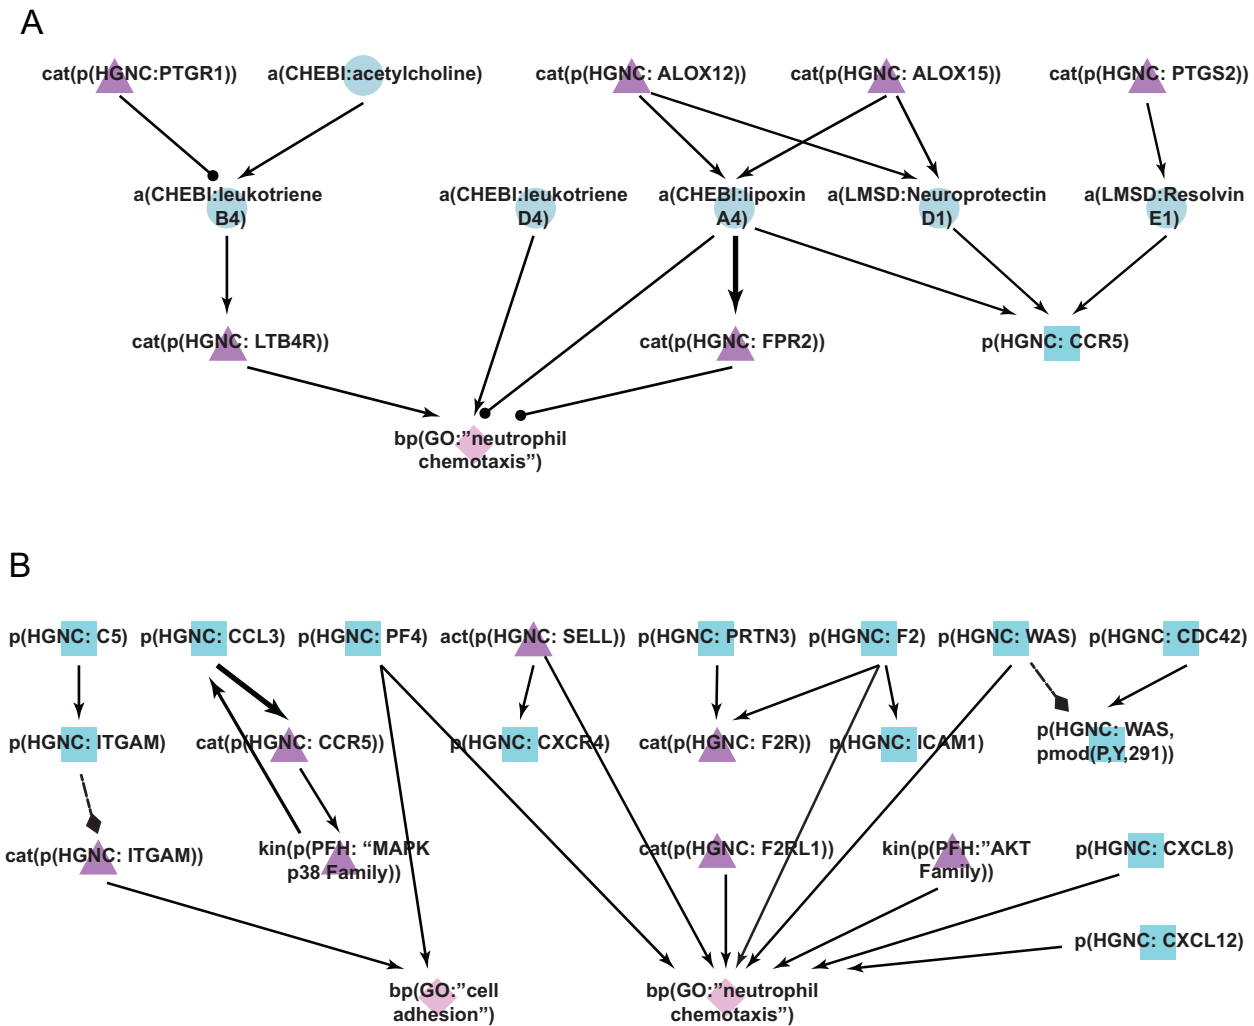 A
cat(p(HGNC:PTGR1)) a(CHEBI:acetylcholine) cat(p(HGNC: ALOX12)) cat(p(HGNC: ALOX15)) cat(p(HGNC: PTGS2))
a(CHEBI:leukotriene
B4)
a(CHEBI:leukotriene
D4)
a(CHEBI:lipoxin
A4)
a(LMSD:Neuroprotectin
D1)
a(LMSD:Resolvin
E1)
cat(p(HGNC: LTB4R)) cat(p(HGNC: FPR2)) p(HGNC: CCR5)
bp(GO:”neutrophil
chemotaxis”)
B
p(HGNC: C5) p(HGNC: CCL3) p(HGNC: PF4) act(p(HGNC: SELL)) p(HGNC: PRTN3) p(HGNC: F2) p(HGNC: WAS) p(HGNC: CDC42)
p(HGNC: ITGAM) cat(p(HGNC: CCR5)) p(HGNC: CXCR4) cat(p(HGNC: F2R)) p(HGNC: ICAM1)
p(HGNC: WAS,
pmod(P,Y,291))
cat(p(HGNC: ITGAM))
kin(p(PFH: “MAPK
p38 Family))
cat(p(HGNC: F2RL1))
kin(p(PFH:”AKT
Family))
p(HGNC: CXCL8)
p(HGNC: CXCL12)
bp(GO:”cell
adhesion”)
bp(GO:”neutrophil
chemotaxis”)